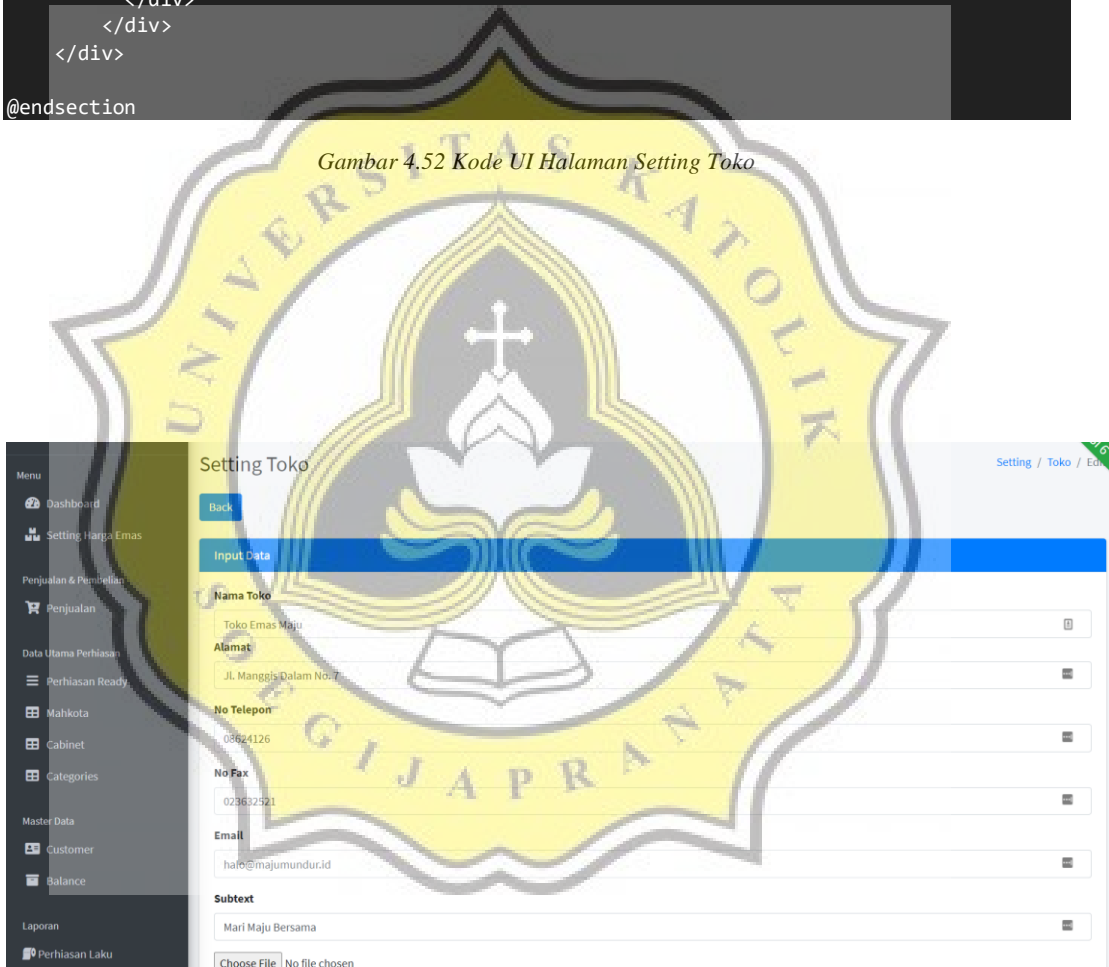 </div>
</div>
</div>
@endsection
Gambar 4.52 Kode UI Halaman Setting Toko
UNIVERSITAS KATOLIK
SOEGIJAPRANATA
Setting Toko
Setting / Toko /
Back
Input Data
Nama Toko
Toko Emas Maju
Alamat
Jl. Manggis Dalam No. 7
No Telepon
08624126
No Fax
023632521
Email
halo@majumundur.id
Subtext
Mari Maju Bersama
Choose File No file chosen
Menu
Dashboard
Setting Harga Emas
Penjualan & Pembelian
Penjualan
Data Utama Perhiasan
Perhiasan Ready
Mahkota
Cabinet
Categories
Master Data
Customer
Balance
Laporan
Perhiasan Laku